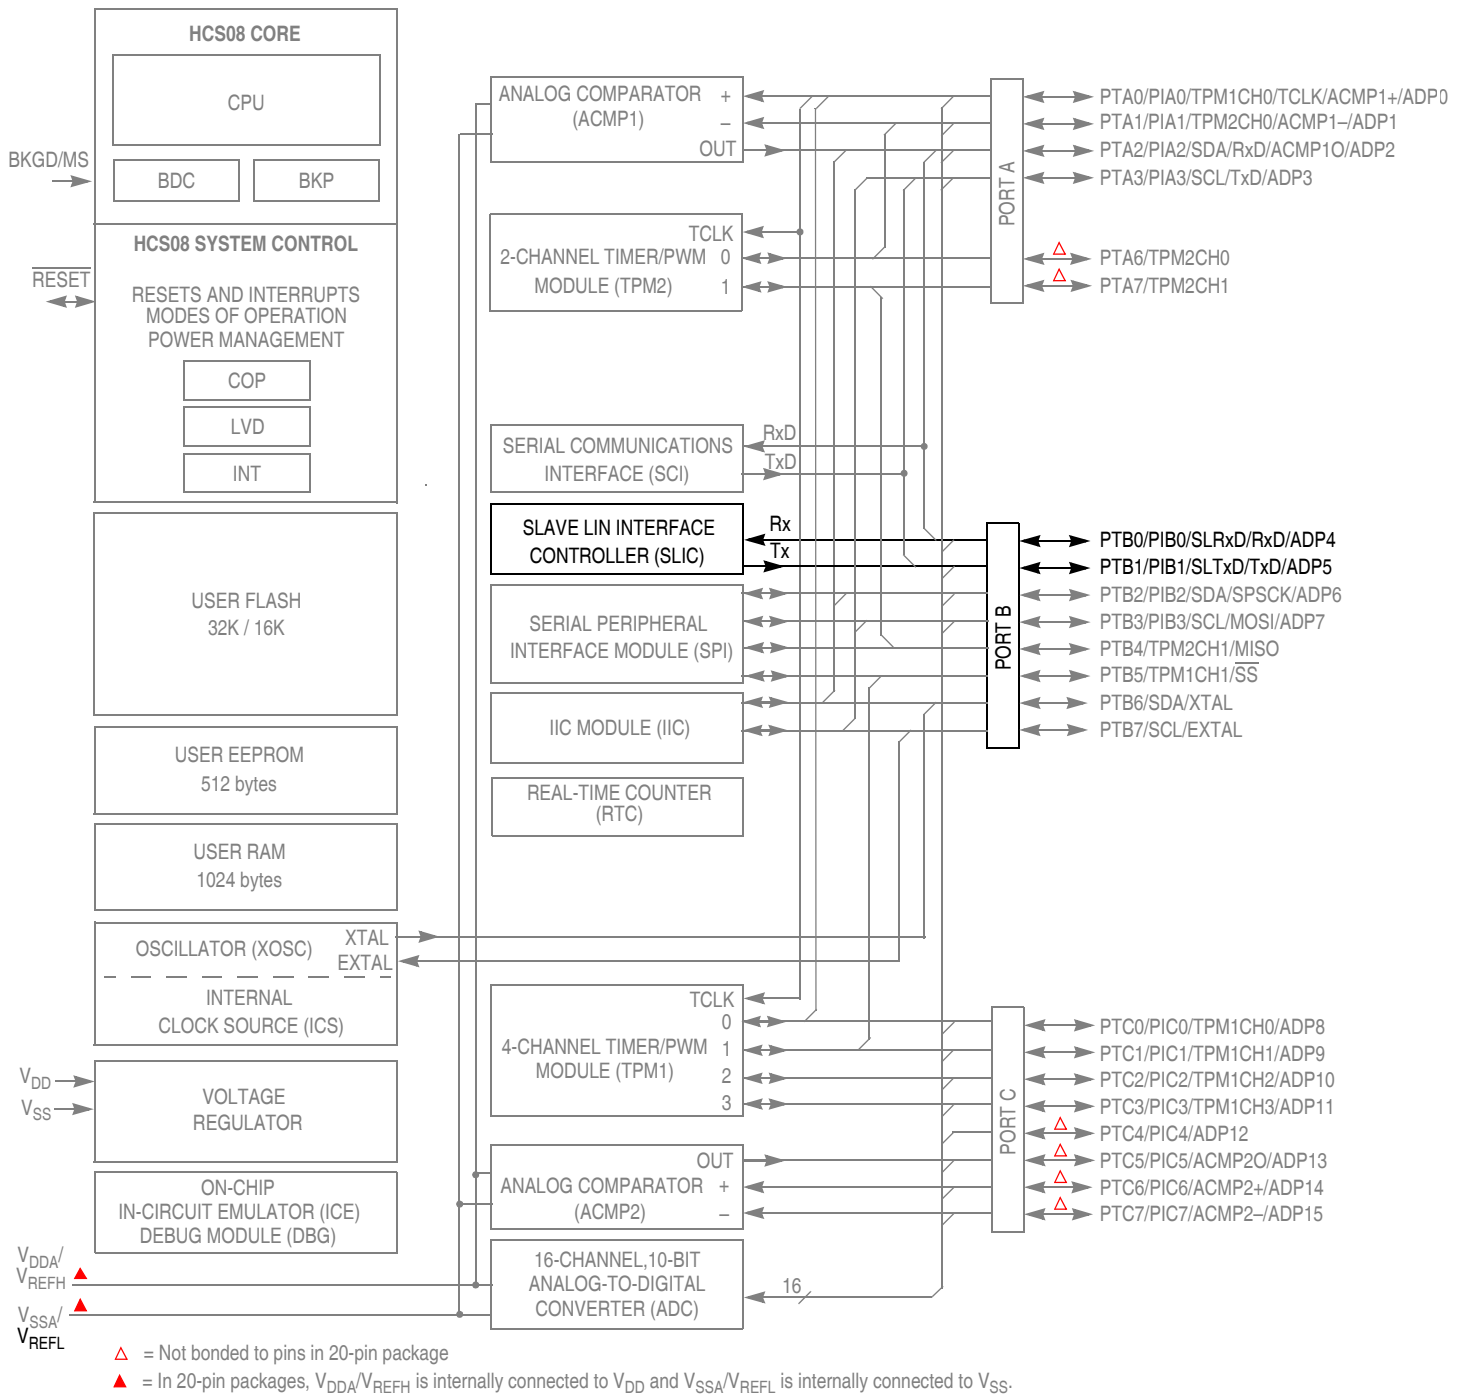 HCS08 CORE
CPU
BKGD/MS
BDC
BKP
HCS08 SYSTEM CONTROL
RESET
RESETS AND INTERRUPTS
MODES OF OPERATION
POWER MANAGEMENT
COP
LVD
INT
USER FLASH
32K / 16K
USER EEPROM
512 bytes
USER RAM
1024 bytes
OSCILLATOR (XOSC)
XTAL
EXTAL
INTERNAL
CLOCK SOURCE (ICS)
VDD
VSS
VOLTAGE
REGULATOR
ON-CHIP
IN-CIRCUIT EMULATOR (ICE)
DEBUG MODULE (DBG)
VDDA/
VREFH
VSSA/
VREFL
ANALOG COMPARATOR
(ACMP1)
+
–
OUT
TCLK
2-CHANNEL TIMER/PWM
MODULE (TPM2)
0
1
SERIAL COMMUNICATIONS
INTERFACE (SCI)
RxD
TxD
SLAVE LIN INTERFACE
CONTROLLER (SLIC)
Rx
Tx
SERIAL PERIPHERAL
INTERFACE MODULE (SPI)
IIC MODULE (IIC)
REAL-TIME COUNTER
(RTC)
TCLK
4-CHANNEL TIMER/PWM
MODULE (TPM1)
0
1
2
3
OUT
ANALOG COMPARATOR
(ACMP2)
+
–
16-CHANNEL,10-BIT
ANALOG-TO-DIGITAL
CONVERTER (ADC)
16
PORT A
PTA0/PIA0/TPM1CH0/TCLK/ACMP1+/ADP0
PTA1/PIA1/TPM2CH0/ACMP1–/ADP1
PTA2/PIA2/SDA/RxD/ACMP1O/ADP2
PTA3/PIA3/SCL/TxD/ADP3
PTA6/TPM2CH0
PTA7/TPM2CH1
PORT B
PTB0/PIB0/SLRxD/RxD/ADP4
PTB1/PIB1/SLTxD/TxD/ADP5
PTB2/PIB2/SDA/SPSCK/ADP6
PTB3/PIB3/SCL/MOSI/ADP7
PTB4/TPM2CH1/MISO
PTB5/TPM1CH1/SS
PTB6/SDA/XTAL
PTB7/SCL/EXTAL
PORT C
PTC0/PIC0/TPM1CH0/ADP8
PTC1/PIC1/TPM1CH1/ADP9
PTC2/PIC2/TPM1CH2/ADP10
PTC3/PIC3/TPM1CH3/ADP11
PTC4/PIC4/ADP12
PTC5/PIC5/ACMP2O/ADP13
PTC6/PIC6/ACMP2+/ADP14
PTC7/PIC7/ACMP2–/ADP15
= Not bonded to pins in 20-pin package
= In 20-pin packages, VDDA/VREFH is internally connected to VDD and VSSA/VREFL is internally connected to VSS.